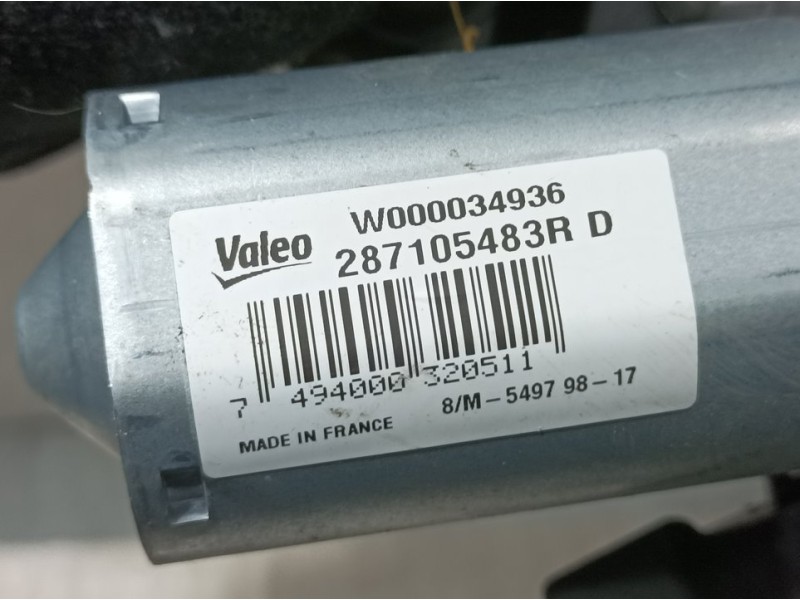 W000034936
Valeo 287105483R D
7 494000 320511
8/M-5497 98-17
MADE IN FRANCE